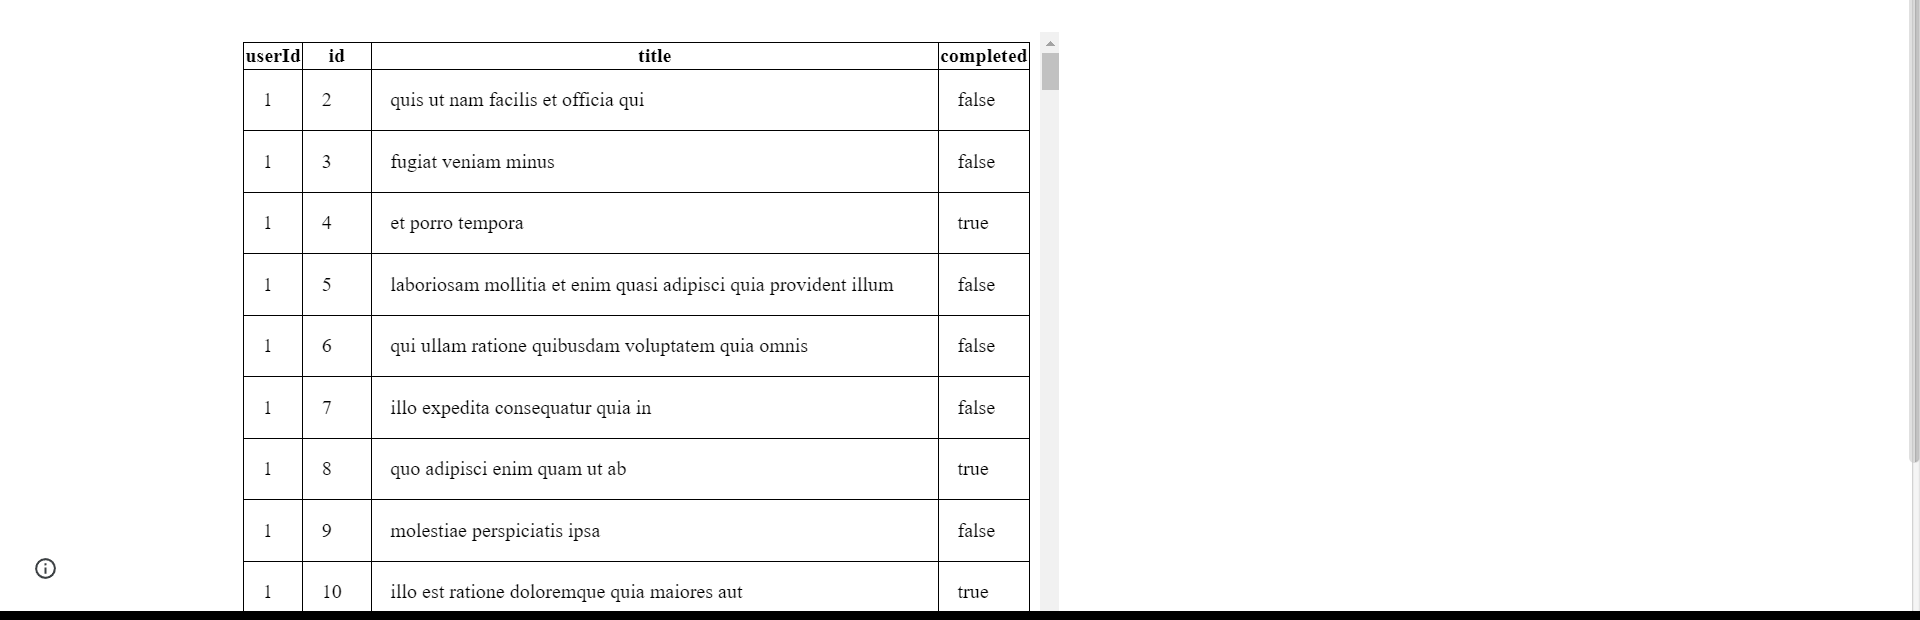 userId id title completed
1 2 quis ut nam facilis et officia qui false
1 3 fugiat veniam minus false
1 4 et porro tempora true
1 5 laboriosam mollitia et enim quasi adipisci quia provident illum false
1 6 qui ullam ratione quibusdam voluptatem quia omnis false
1 7 illo expedita consequatur quia in false
1 8 quo adipisci enim quam ut ab true
1 9 molestiae perspiciatis ipsa false
1 10 illo est ratione doloremque quia maiores aut true